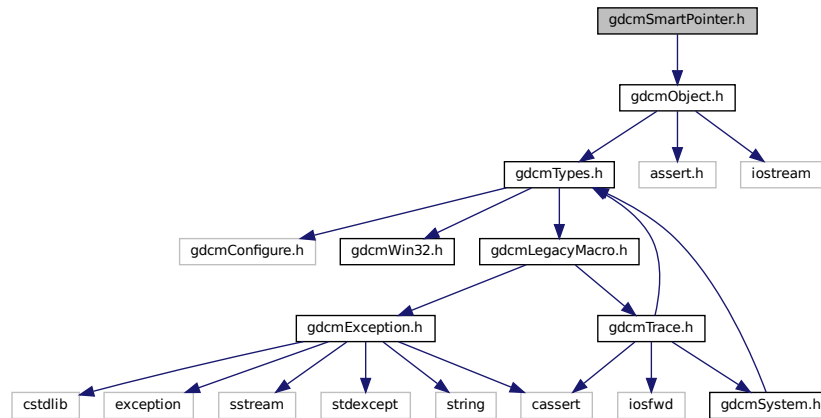 gdcmSmartPointer.h
gdcmObject.h
gdcmTypes.h
assert.h
iostream
gdcmConfigure.h
gdcmWin32.h
gdcmLegacyMacro.h
gdcmException.h
gdcmTrace.h
cstdlib
exception
sstream
stdexcept
string
cassert
iosfwd
gdcmSystem.h